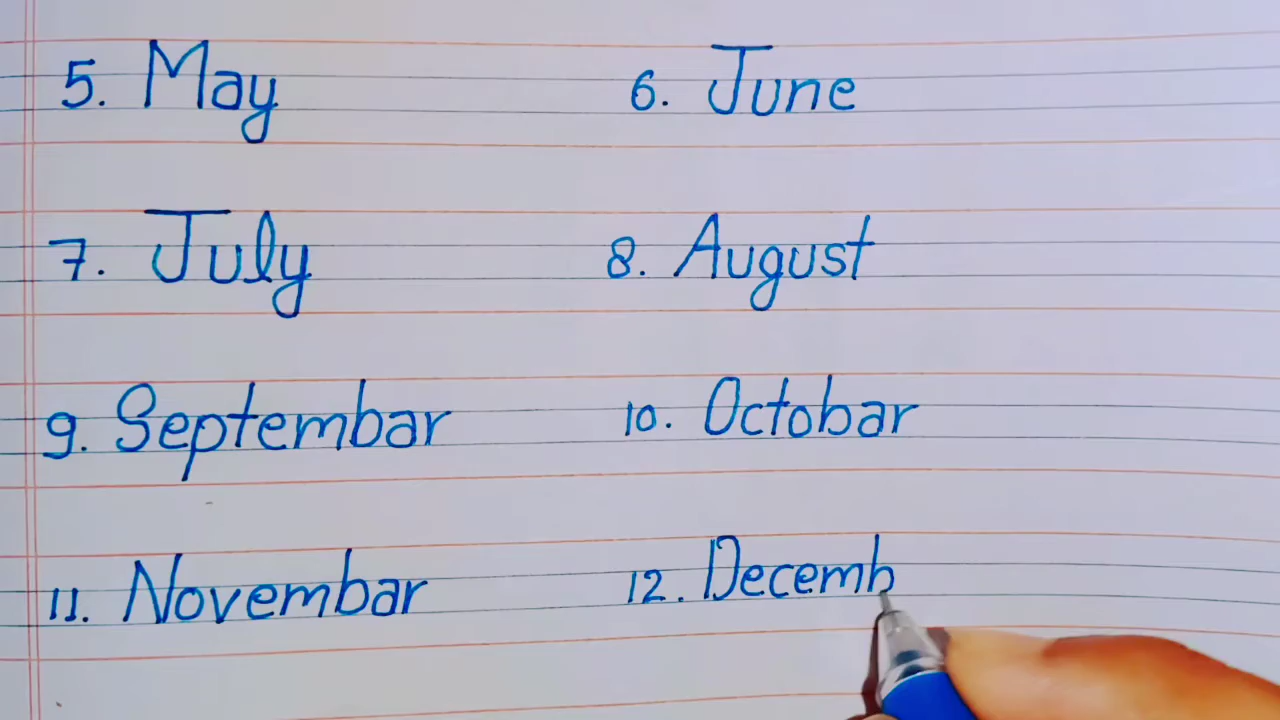 5. May 6. June
7. July 8. August
9. Septembar 10. Octobar
11. Novembar 12. Decemb